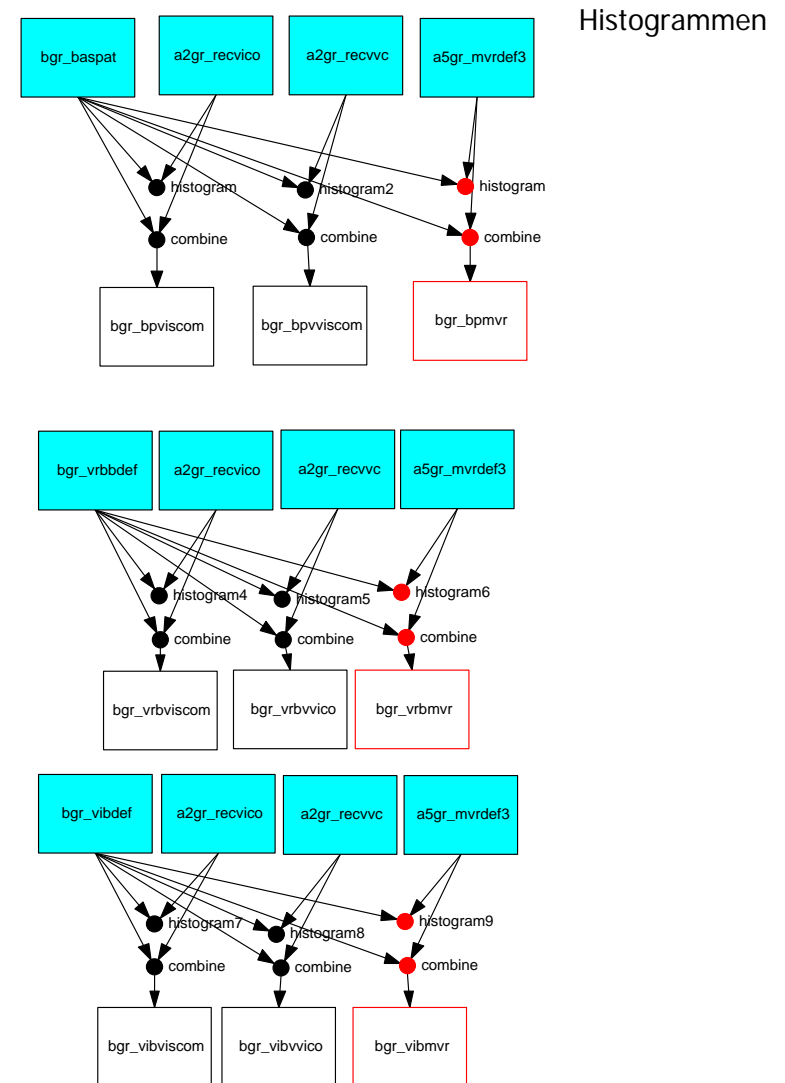 Histogrammen
bgr_baspat
a2gr_recvico
a2gr_recvvc
a5gr_mvrdef3
histogram
histogram2
histogram
combine
combine
combine
bgr_bpviscom
bgr_bpvviscom
bgr_bpmvr
bgr_vrbbdef
a2gr_recvico
a2gr_recvvc
a5gr_mvrdef3
histogram4
histogram5
histogram6
combine
combine
combine
bgr_vrbviscom
bgr_vrbvvico
bgr_vrbmvr
bgr_vibdef
a2gr_recvico
a2gr_recvvc
a5gr_mvrdef3
histogram7
histogram8
histogram9
combine
combine
combine
bgr_vibviscom
bgr_vibvvico
bgr_vibmvr